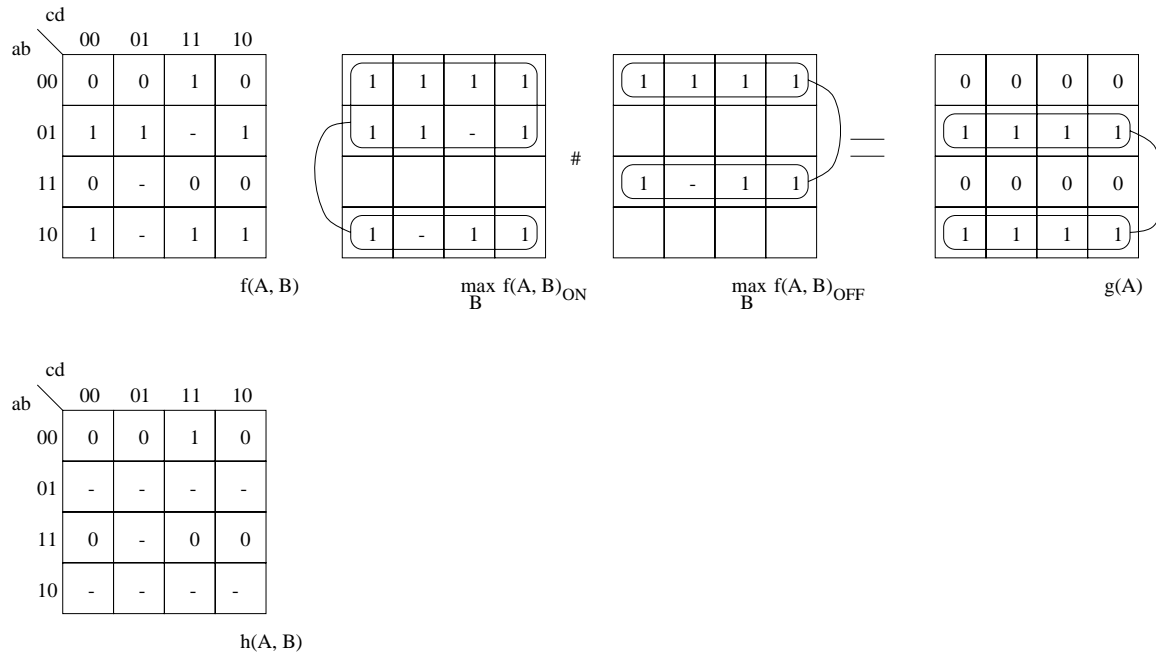 cd
ab 00 01 11 10
00 0 0 1 0 1 1 1 1 1 1 1 1 0 0 0 0
01 1 1 - 1 1 1 - 1 1 1 1 1
#
11 0 - 0 0 1 - 1 1 0 0 0 0
10 1 - 1 1 1 - 1 1 1 1 1 1
f(A, B) max f(A, B)ON max f(A, B)OFF g(A)
B B
cd
ab 00 01 11 10
00 0 0 1 0
01 - - - -
11 0 - 0 0
10 - - - -
h(A, B)